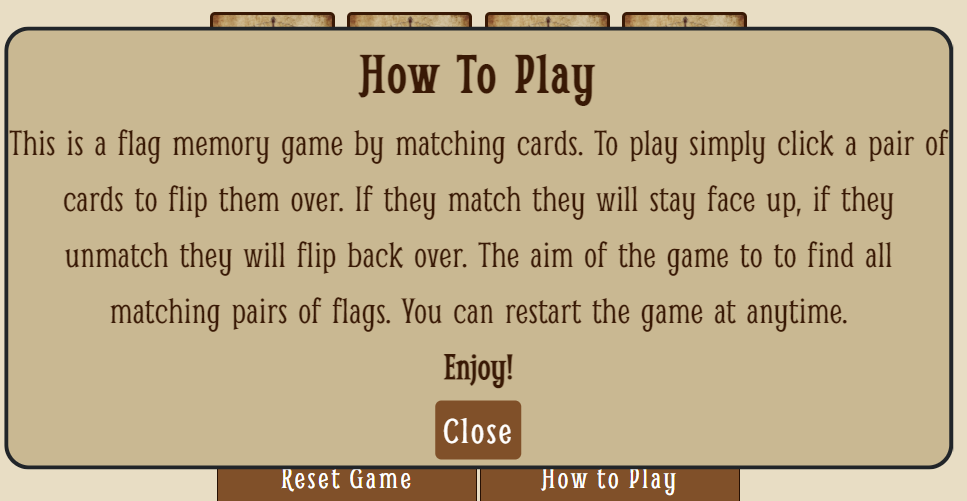 How To Play
This is a flag memory game by matching cards. To play simply click a pair of
cards to flip them over. If they match they will stay face up, if they
unmatch they will flip back over. The aim of the game to to find all
matching pairs of flags. You can restart the game at anytime.
Enjoy!
Close
Reset Game
How to Play